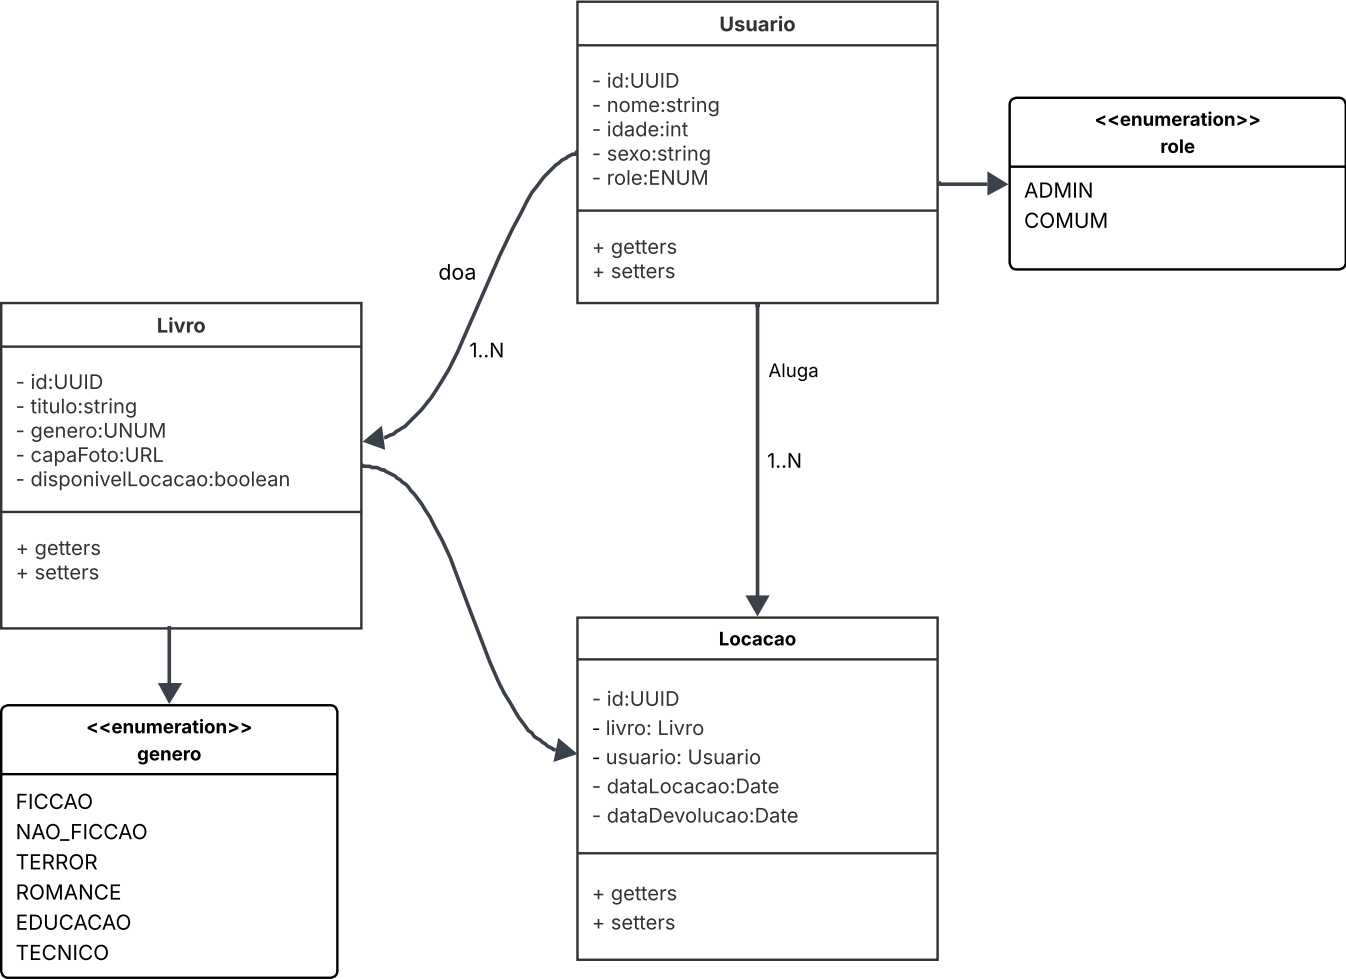 Usuario
- id:UUID
- nome:string
- idade:int
- sexo:string
- role:ENUM
+ getters
+ setters
<<enumeration>>
role
ADMIN
COMUM
doa
1..N
Livro
- id:UUID
- titulo:string
- genero:UNUM
- capaFoto:URL
- disponivelLocacao:boolean
+ getters
+ setters
Aluga
1..N
Locacao
- id:UUID
- livro: Livro
- usuario: Usuario
- dataLocacao:Date
- dataDevolucao:Date
+ getters
+ setters
<<enumeration>>
genero
FICCAO
NAO_FICCAO
TERROR
ROMANCE
EDUCACAO
TECNICO